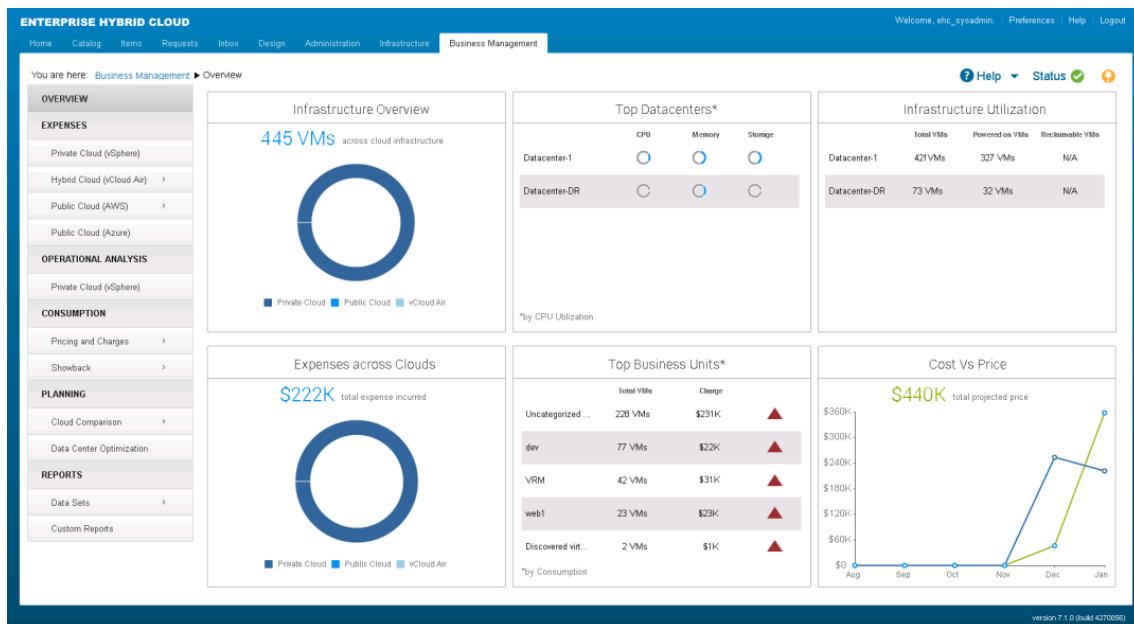 ENTERPRISE HYBRID CLOUD
Welcome, ehc_sysadmin. Preferences Help Logout
Home Catalog Items Requests Inbox Design Administration Infrastructure Business Management
You are here: Business Management ▶ Overview
Help Status
OVERVIEW
EXPENSES
Private Cloud (vSphere)
Hybrid Cloud (vCloud Air) >
Public Cloud (AWS) >
Public Cloud (Azure)
OPERATIONAL ANALYSIS
Private Cloud (vSphere)
CONSUMPTION
Pricing and Charges >
Showback >
PLANNING
Cloud Comparison >
Data Center Optimization
REPORTS
Data Sets >
Custom Reports
Infrastructure Overview
445 VMs across cloud infrastructure
Private Cloud Public Cloud vCloud Air
Top Datacenters*
CPU Memory Storage
Datacenter-1
Datacenter-DR
*by CPU Utilization
Infrastructure Utilization
Total VMs Powered on VMs Reclaimable VMs
Datacenter-1 421 VMs 327 VMs N/A
Datacenter-DR 73 VMs 32 VMs N/A
Expenses across Clouds
$222K total expense incurred
Private Cloud Public Cloud vCloud Air
Top Business Units*
Total VMs Charge
Uncategorized ... 228 VMs $231K
dev 77 VMs $22K
VRM 42 VMs $31K
web1 23 VMs $23K
Discovered virt... 2 VMs $1K
*by Consumption
Cost Vs Price
$440K total projected price
$360K
$300K
$240K
$180K
$120K
$60K
$0
Aug Sep Oct Nov Dec Jan
version 7.1.0 (build 4270056)